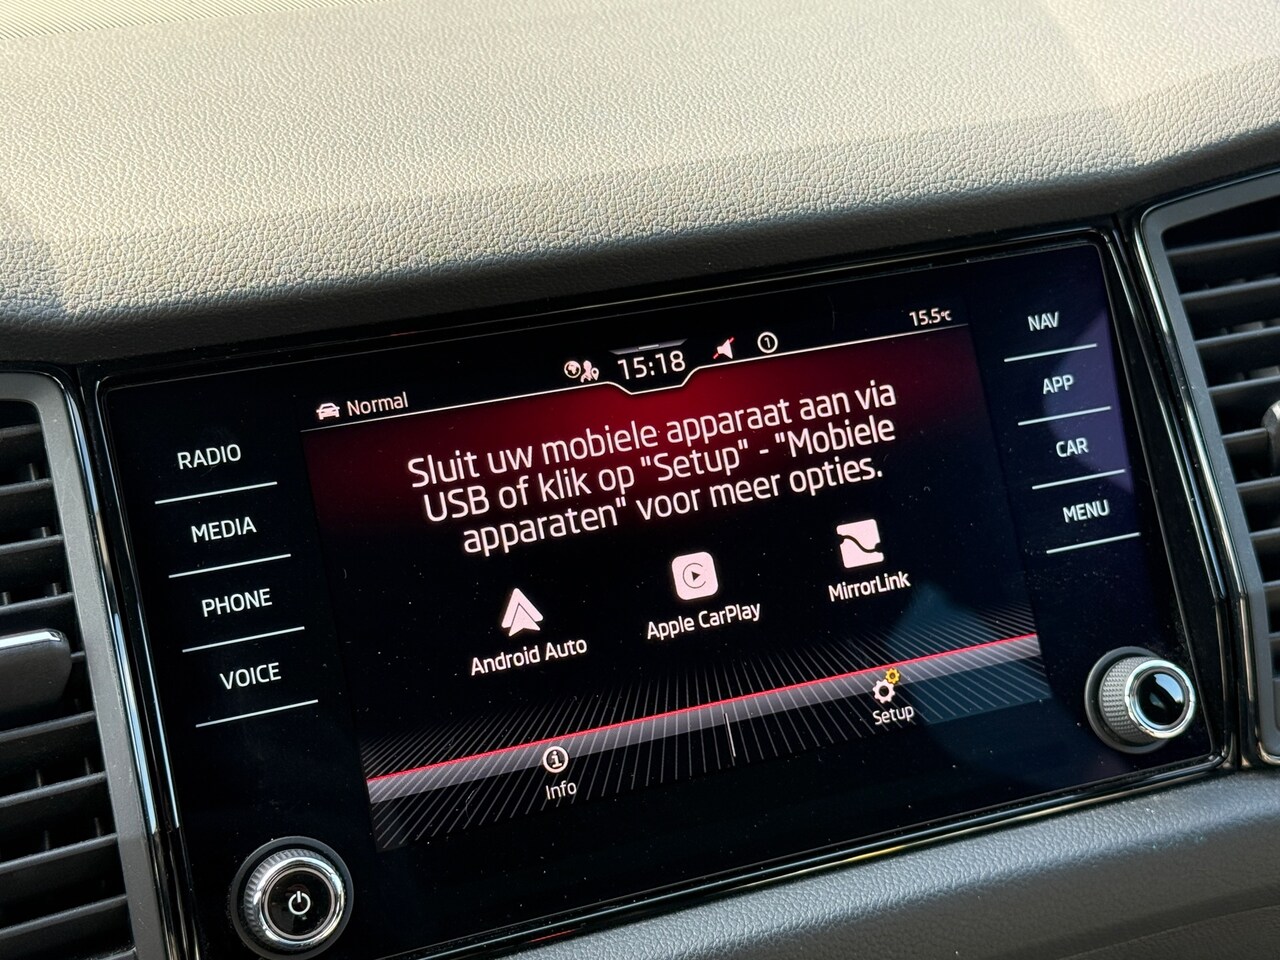 Normal
15:18
1
15.5°C
RADIO
MEDIA
PHONE
VOICE
Sluit uw mobiele apparaat aan via
USB of klik op "Setup" - "Mobiele
apparaten" voor meer opties.
Android Auto
Apple CarPlay
MirrorLink
Info
Setup
NAV
APP
CAR
MENU